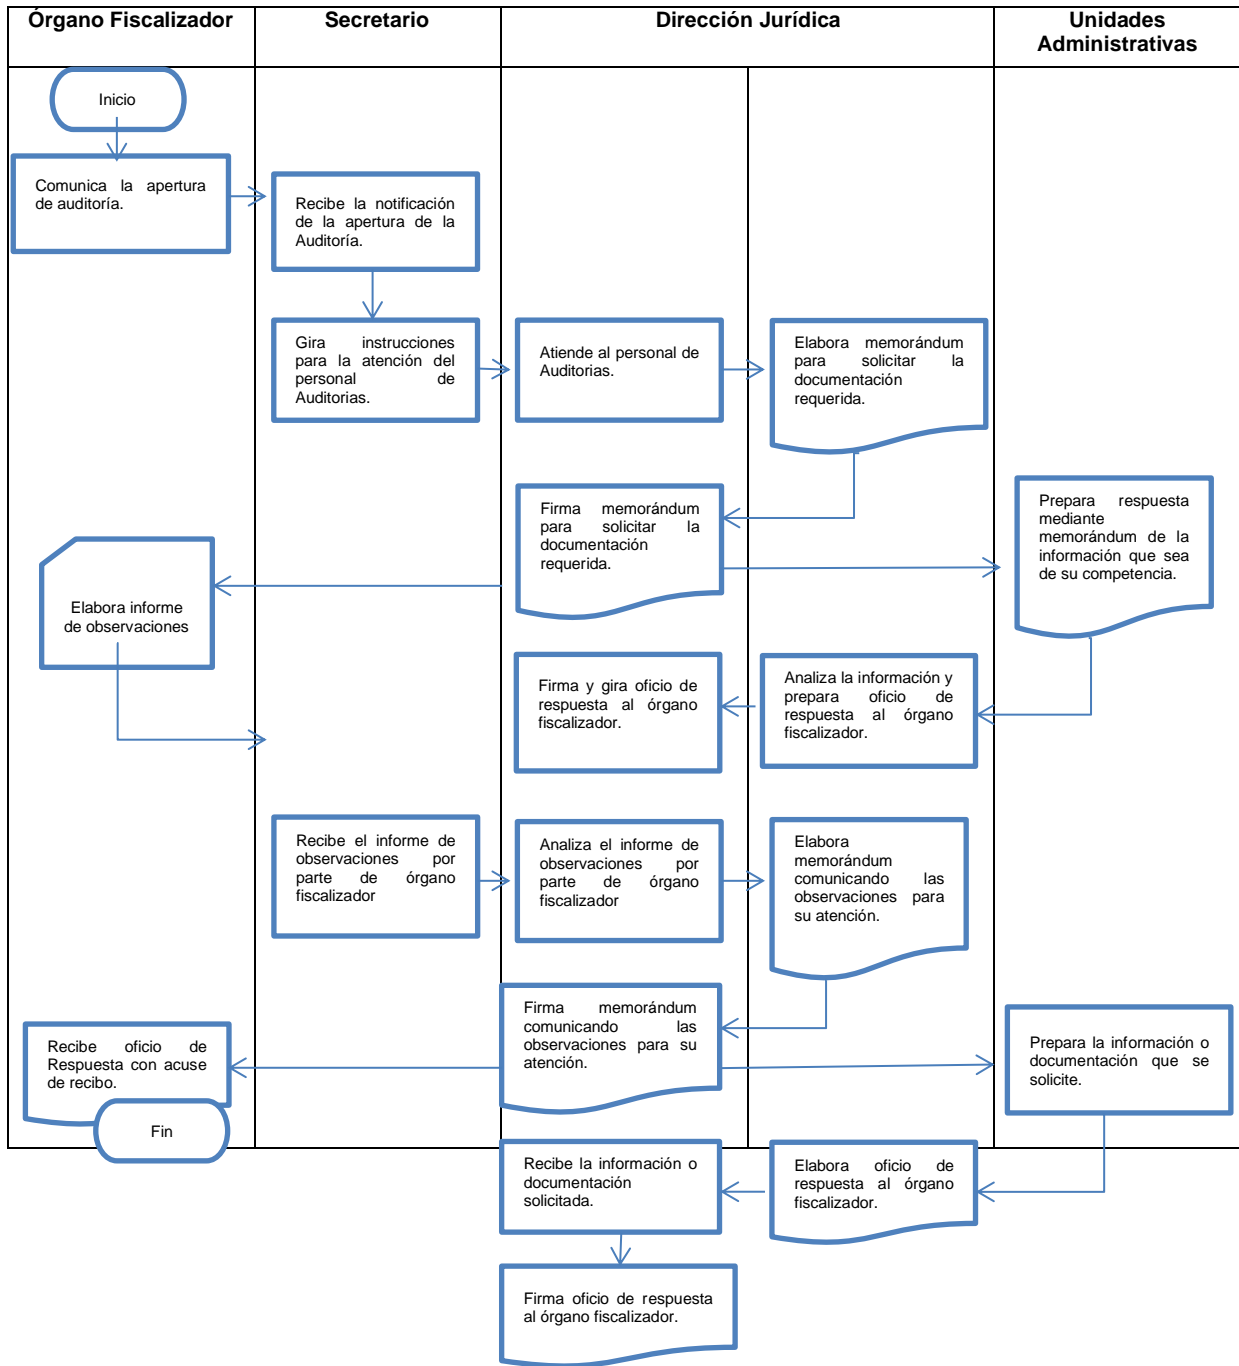 Órgano Fiscalizador
Secretario
Dirección Jurídica
Unidades
Administrativas
Inicio
Comunica la apertura
de auditoría.
Recibe la notificación
de la apertura de la
Auditoría.
Gira instrucciones
para la atención del
personal de
Auditorias.
Atiende al personal de
Auditorias.
Elabora memorándum
para solicitar la
documentación
requerida.
Firma memorándum
para solicitar la
documentación
requerida.
Prepara respuesta
mediante
memorándum de la
información que sea
de su competencia.
Elabora informe
de observaciones
Firma y gira oficio de
respuesta al órgano
fiscalizador.
Analiza la información y
prepara oficio de
respuesta al órgano
fiscalizador.
Recibe el informe de
observaciones por
parte de órgano
fiscalizador
Analiza el informe de
observaciones por
parte de órgano
fiscalizador
Elabora
memorándum
comunicando las
observaciones para
su atención.
Firma memorándum
comunicando las
observaciones para su
atención.
Prepara la información o
documentación que se
solicite.
Recibe oficio de
Respuesta con acuse
de recibo.
Fin
Recibe la información o
documentación
solicitada.
Elabora oficio de
respuesta al órgano
fiscalizador.
Firma oficio de respuesta
al órgano fiscalizador.